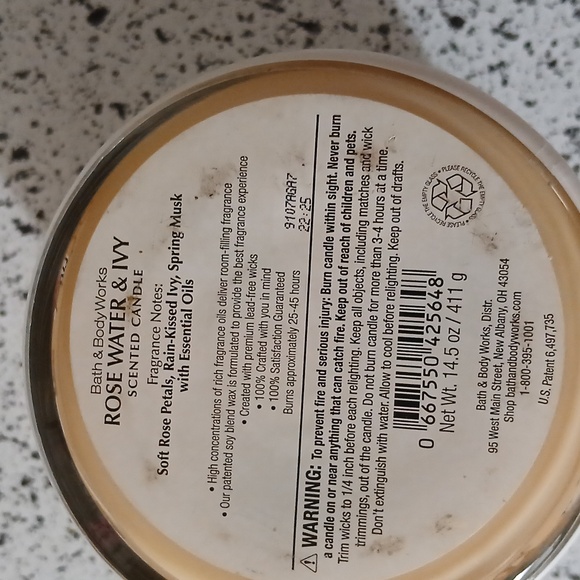 Bath & Body Works
ROSE WATER & IVY
SCENTED CANDLE
Fragrance Notes:
Soft Rose Petals, Rain-Kissed Ivy, Spring Musk
with Essential Oils
• High concentrations of rich fragrance oils deliver room-filling fragrance
• Our patented soy blend wax is formulated to provide the best fragrance experience
• Created with premium lead-free wicks
• 100% Crafted with you in mind
• 100% Satisfaction Guaranteed
Burns approximately 25-45 hours
9107AGA7
22:25
WARNING: To prevent fire and serious injury: Burn candle within sight. Never burn
a candle on or near anything that can catch fire. Keep out of reach of children and pets.
Trim wicks to 1/4 inch before each relighting. Keep all objects, including matches and wick
trimmings, out of the candle. Do not burn candle for more than 3-4 hours at a time.
Don't extinguish with water. Allow to cool before relighting. Keep out of drafts.
0 667550 425648
Net Wt. 14.5 oz / 411 g
• PLEASE RECYCLE THE EMPTY GLASS • PLEASE RECYCLE THE EMPTY GLASS
Bath & Body Works, Distr.
95 West Main Street, New Albany, OH 43054
Shop bathandbodyworks.com
1-800-395-1001
U.S. Patent 6,497,735